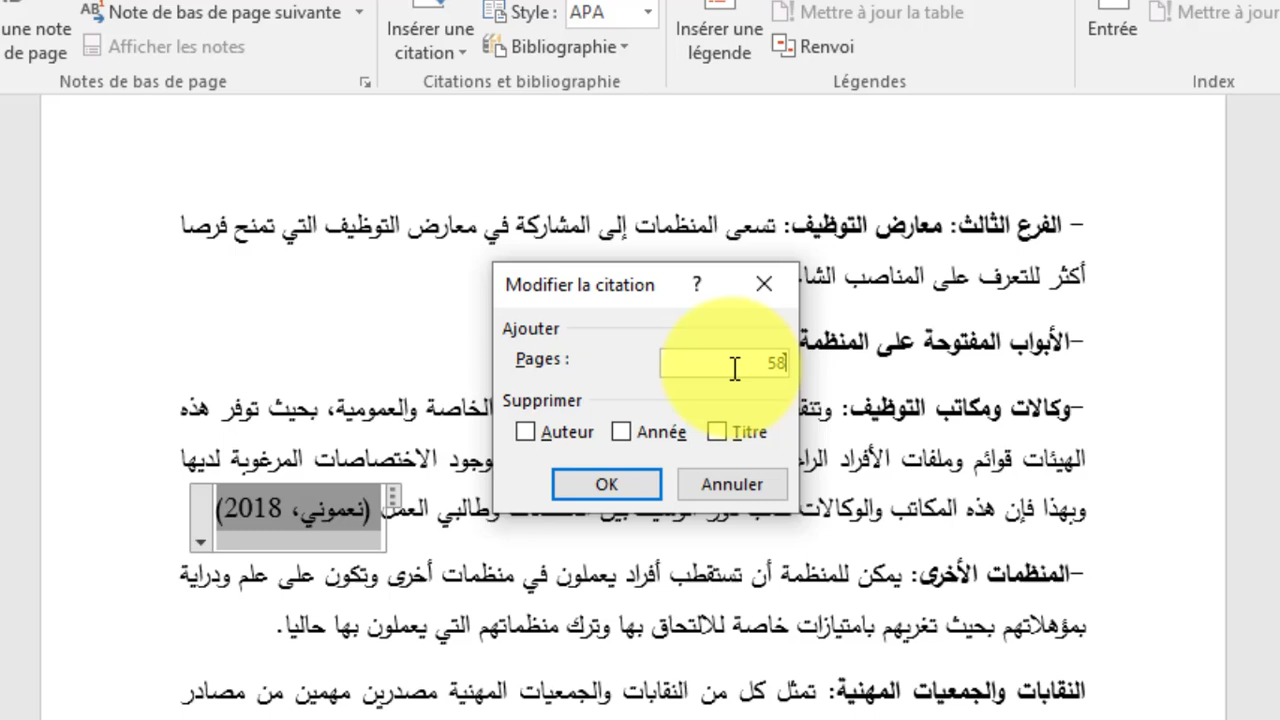 une note
de page
Note de bas de page suivante
Afficher les notes
Notes de bas de page
Insérer une
citation
Style : APA
Bibliographie
Citations et bibliographie
Insérer une
légende
Mettre à jour la table
Renvoi
Légendes
Entrée
Mettre à jour
Index
- الفرع الثالث: معارض التوظيف: تسعى المنظمات إلى المشاركة في معارض التوظيف التي تمنح فرصا
أكثر للتعرف على المناصب
-الأبواب المفتوحة على المنظمة
-وكالات ومكاتب التوظيف: الخاصة والعمومية، بحيث توفر هذه
الهيئات قوائم وملفات الأفراد وجود الاختصاصات المرغوبة لديها
وبهذا فإن هذه المكاتب والوكالات وطالبي العمل (نعموني، 2018)
-المنظمات الأخرى: يمكن للمنظمة أن تستقطب أفراد يعملون في منظمات أخرى وتكون على علم ودراية
بمؤهلاتهم بحيث تغريهم بامتيازات خاصة للالتحاق بها وترك منظماتهم التي يعملون بها حاليا.
النقابات والجمعيات المهنية: تمثل كل من النقابات والجمعيات المهنية مصدرين مهمين من مصادر
Modifier la citation ?
Ajouter
Pages : 58
Supprimer
Auteur Année Titre
OK Annuler